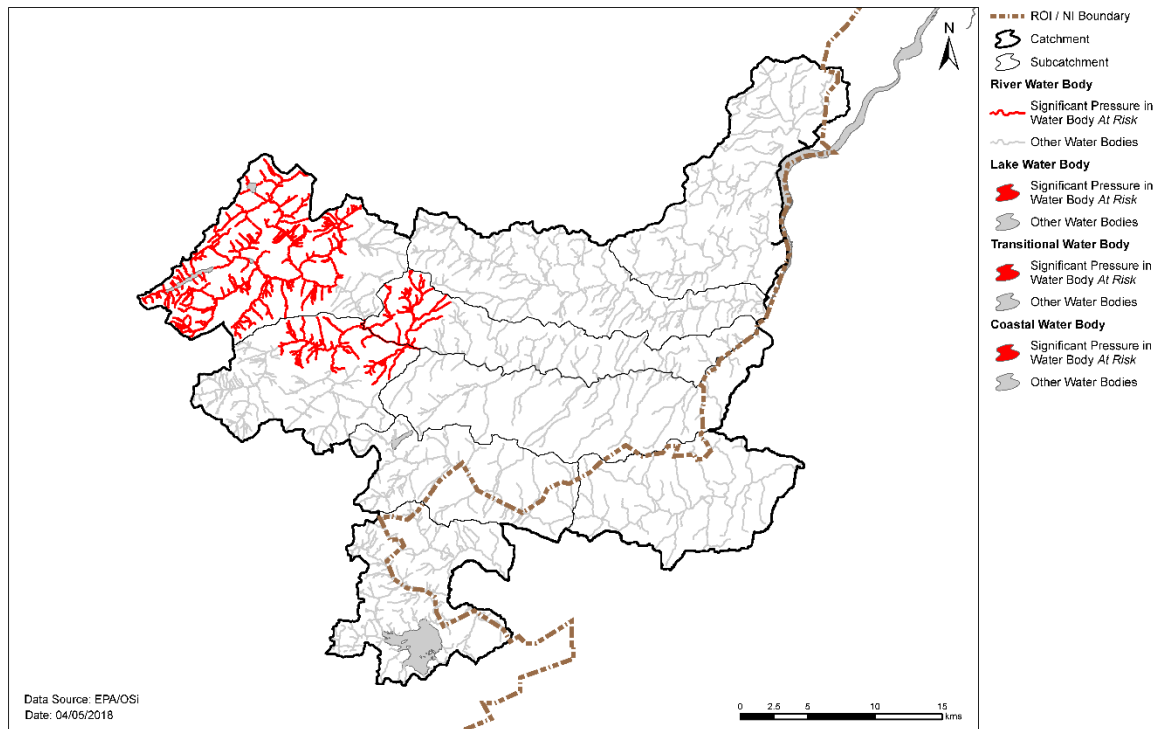 N
ROI / NI Boundary
Catchment
Subcatchment
River Water Body
Significant Pressure in
Water Body At Risk
Other Water Bodies
Lake Water Body
Significant Pressure in
Water Body At Risk
Other Water Bodies
Transitional Water Body
Significant Pressure in
Water Body At Risk
Other Water Bodies
Coastal Water Body
Significant Pressure in
Water Body At Risk
Other Water Bodies
Data Source: EPA/OSi
Date: 04/05/2018
0 2.5 5 10 15
kms